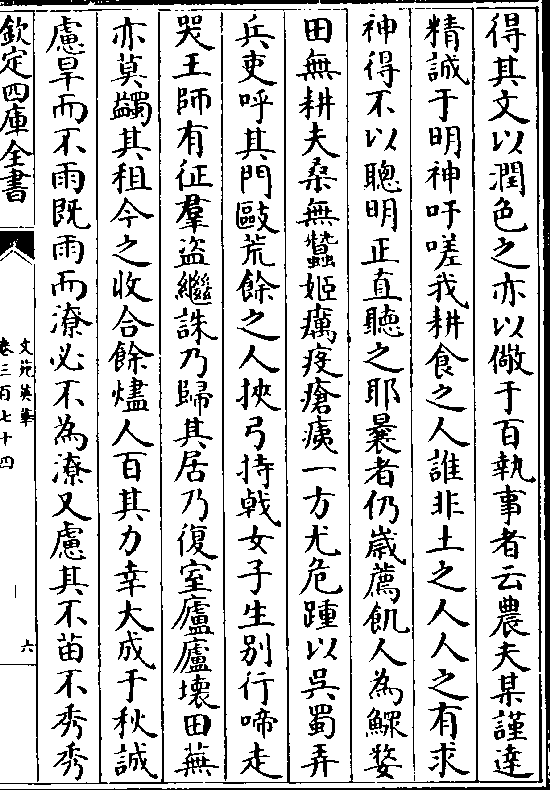 得其文以潤色之亦以儆于百執事者云農夫某謹達
精誠于明神吁嗟我耕食之人誰非土之人人之有求
神得不以聰明正直聽之耶曩者仍嵗薦飢人為鰥嫠
田無耕夫桑無蠶姬癘疫瘡痍一方尤危踵以吳蜀弄
兵吏呼其門毆荒餘之人挾弓持戟女子生别行啼走
哭王師有征羣盜繼誅乃歸其居乃復室廬廬壞田蕪
亦莫蠲其租今之收合餘燼人百其力幸大成于秋誠
慮旱而不雨既雨而潦必不為潦又慮其不苗不秀秀
欽定四庫全書
文苑英華
卷三百七十四
六